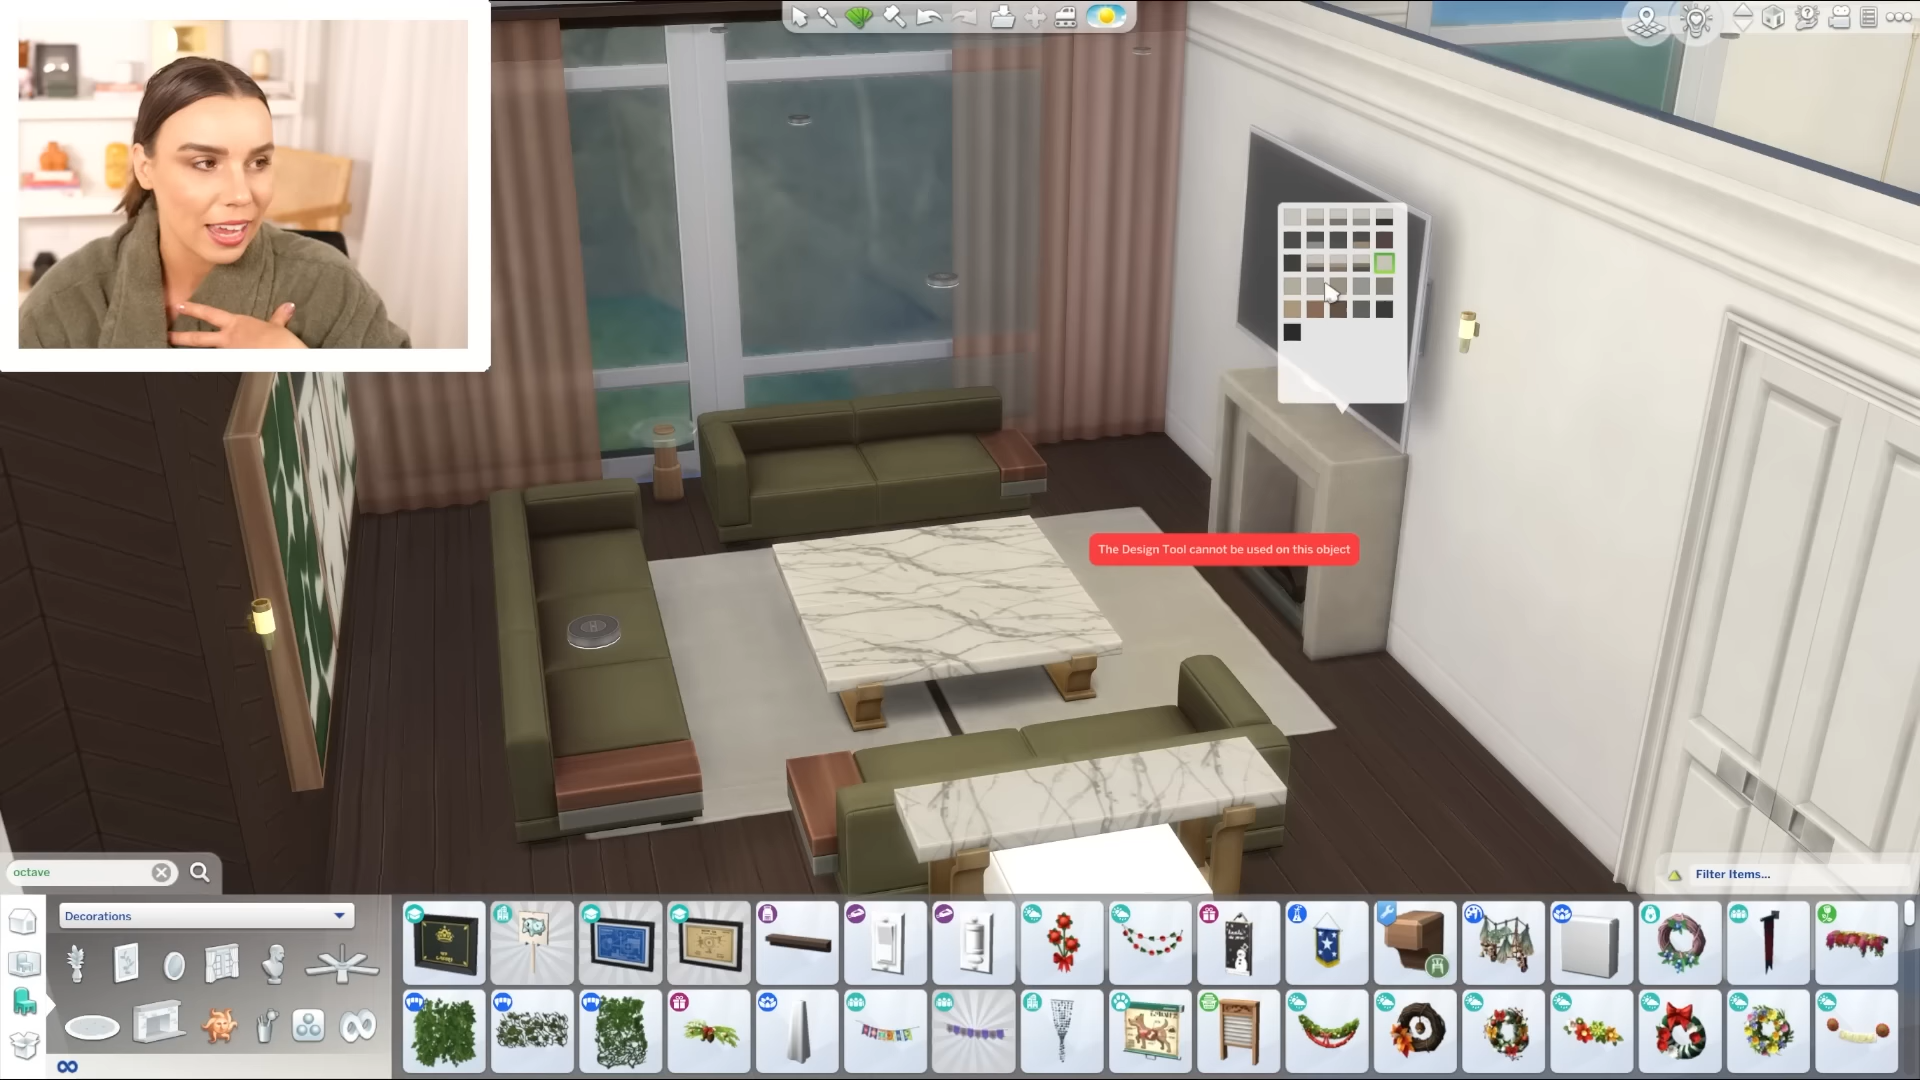 The Design Tool cannot be used on this object
octave
Filter Items...
Decorations